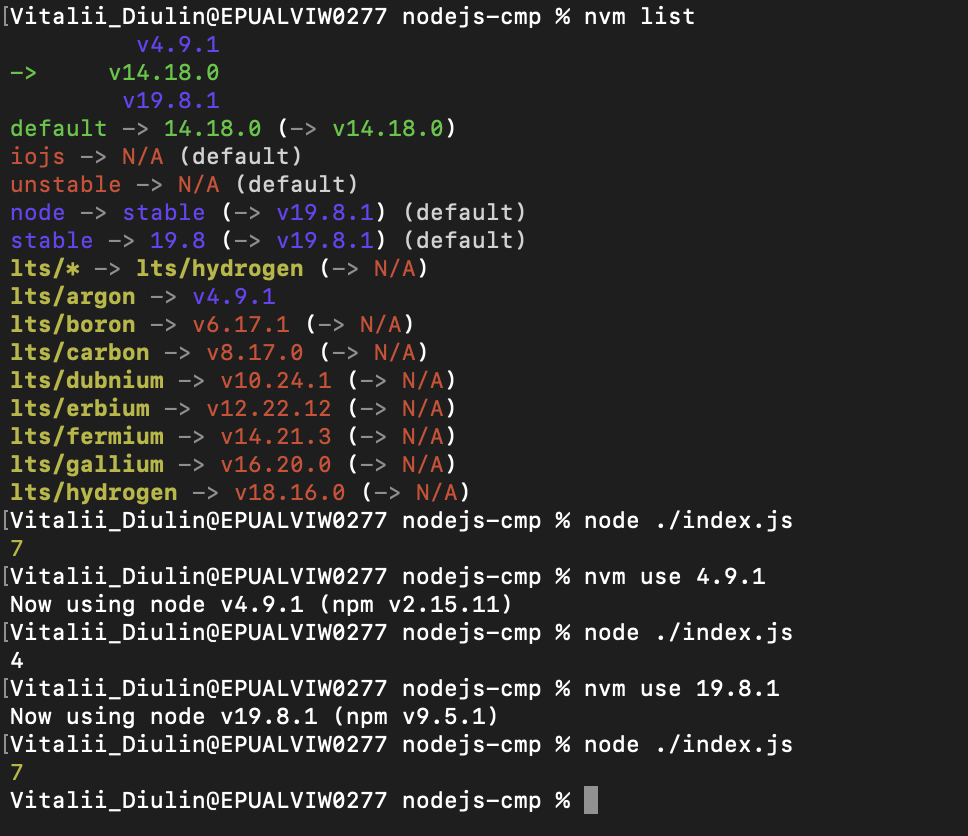 [Vitalii_Diulin@EPUALVIW0277 nodejs-cmp % nvm list
         v4.9.1
->     v14.18.0
        v19.8.1
default -> 14.18.0 (-> v14.18.0)
iojs -> N/A (default)
unstable -> N/A (default)
node -> stable (-> v19.8.1) (default)
stable -> 19.8 (-> v19.8.1) (default)
lts/* -> lts/hydrogen (-> N/A)
lts/argon -> v4.9.1
lts/boron -> v6.17.1 (-> N/A)
lts/carbon -> v8.17.0 (-> N/A)
lts/dubnium -> v10.24.1 (-> N/A)
lts/erbium -> v12.22.12 (-> N/A)
lts/fermium -> v14.21.3 (-> N/A)
lts/gallium -> v16.20.0 (-> N/A)
lts/hydrogen -> v18.16.0 (-> N/A)
[Vitalii_Diulin@EPUALVIW0277 nodejs-cmp % node ./index.js
7
[Vitalii_Diulin@EPUALVIW0277 nodejs-cmp % nvm use 4.9.1
Now using node v4.9.1 (npm v2.15.11)
[Vitalii_Diulin@EPUALVIW0277 nodejs-cmp % node ./index.js
4
[Vitalii_Diulin@EPUALVIW0277 nodejs-cmp % nvm use 19.8.1
Now using node v19.8.1 (npm v9.5.1)
[Vitalii_Diulin@EPUALVIW0277 nodejs-cmp % node ./index.js
7
Vitalii_Diulin@EPUALVIW0277 nodejs-cmp %